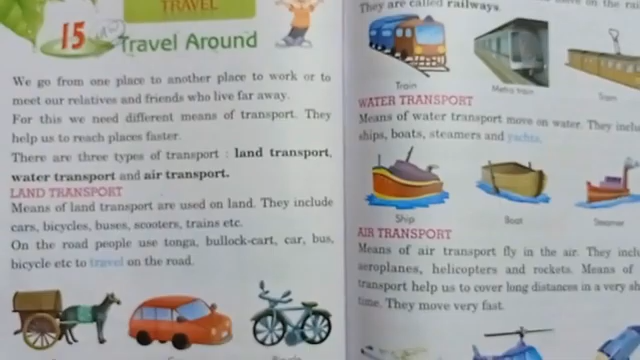 TRAVEL
15
Travel Around
We go from one place to another place to work or to
meet our relatives and friends who live far away.
For this we need different means of transport. They
help us to reach places faster.
There are three types of transport : land transport,
water transport and air transport.
LAND TRANSPORT
Means of land transport are used on land. They include
cars, bicycles, buses, scooters, trains etc.
On the road people use tonga, bullock-cart, car, bus,
bicycle etc to travel on the road.
They are called railways.
Train
Metro train
Tram
WATER TRANSPORT
Means of water transport move on water. They inclu
ships, boats, steamers and yachts.
Ship
Boat
Steamer
AIR TRANSPORT
Means of air transport fly in the air. They inclu
aeroplanes, helicopters and rockets. Means of
transport help us to cover long distances in a very sh
time. They move very fast.